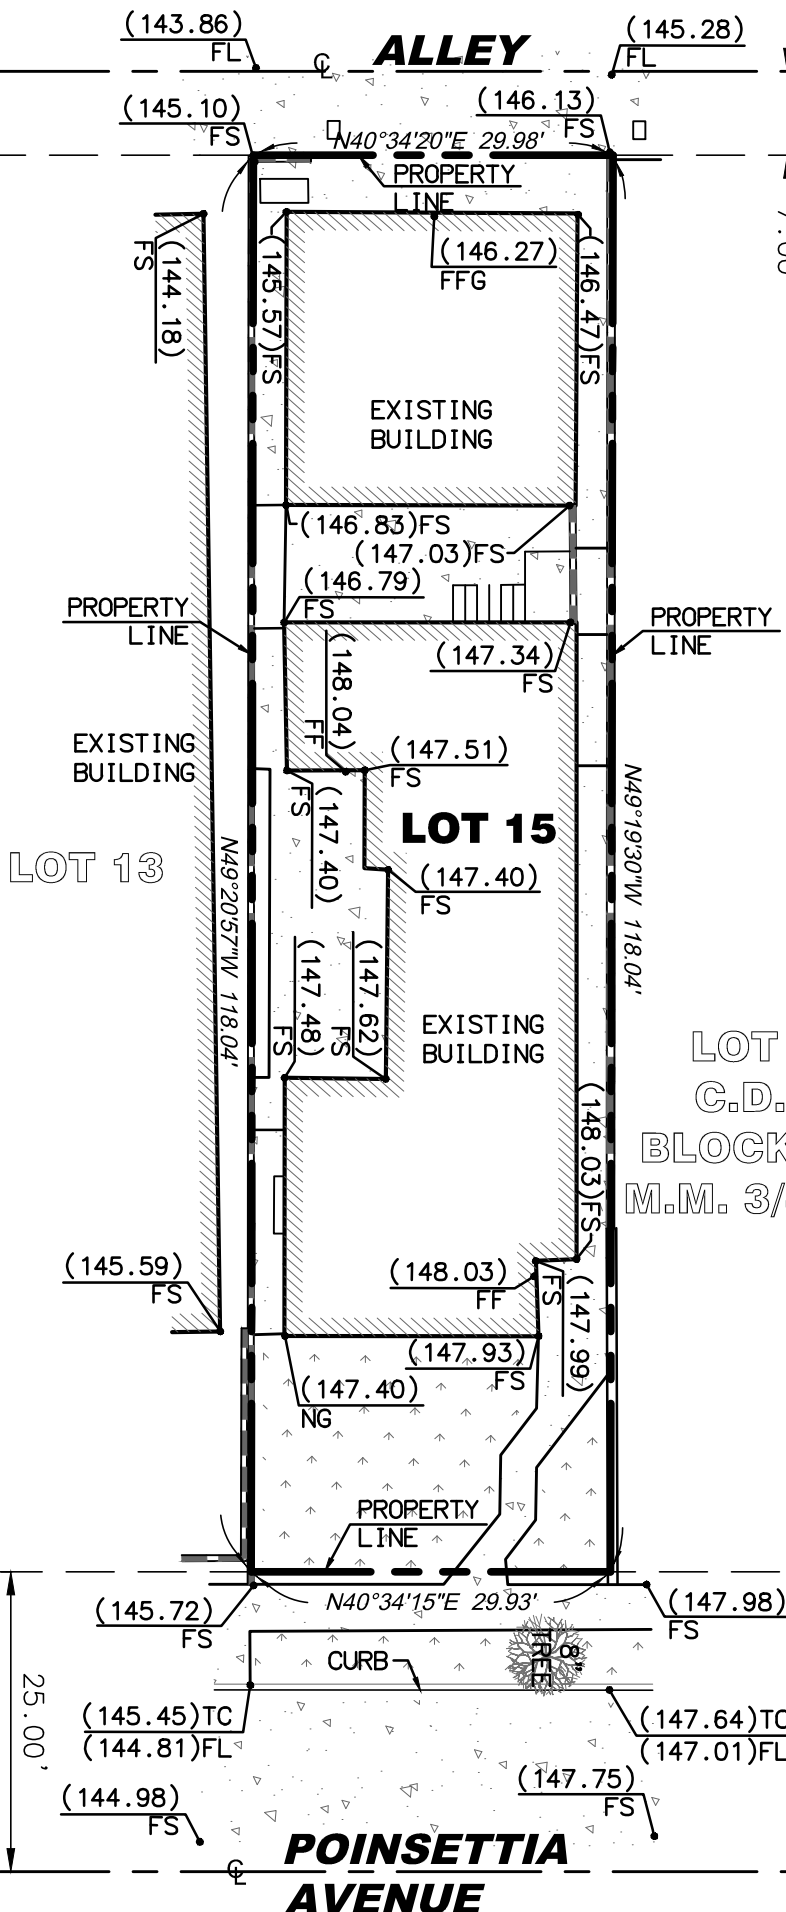 (143.86)
FL
℄
ALLEY
(145.28)
FL
(145.10)
FS
(146.13)
FS
N40°34'20"E 29.98'
PROPERTY
LINE
(144.18)
FS
(145.57)FS
(146.27)
FFG
(146.47)FS
EXISTING
BUILDING
(146.83)FS
(147.03)FS
(146.79)
FS
PROPERTY
LINE
PROPERTY
LINE
(147.34)
FS
(148.04)
FF
EXISTING
BUILDING
(147.51)
FS
(147.40)
FS
LOT 15
LOT 13
(147.40)
FS
N49°20'57"W 118.04'
N49°19'30"W 118.04'
(147.48)
FS
(147.62)
FS
EXISTING
BUILDING
LOT
C.D.
BLOCK
M.M. 3/
(148.03)FS
(145.59)
FS
(148.03)
FF
(147.99)
FS
(147.93)
FS
(147.40)
NG
PROPERTY
LINE
N40°34'15"E 29.93'
(145.72)
FS
(147.98)
FS
CURB
8"
TREE
25.00'
(145.45)TC
(144.81)FL
(147.64)TC
(147.01)FL
(144.98)
FS
(147.75)
FS
℄
POINSETTIA
AVENUE